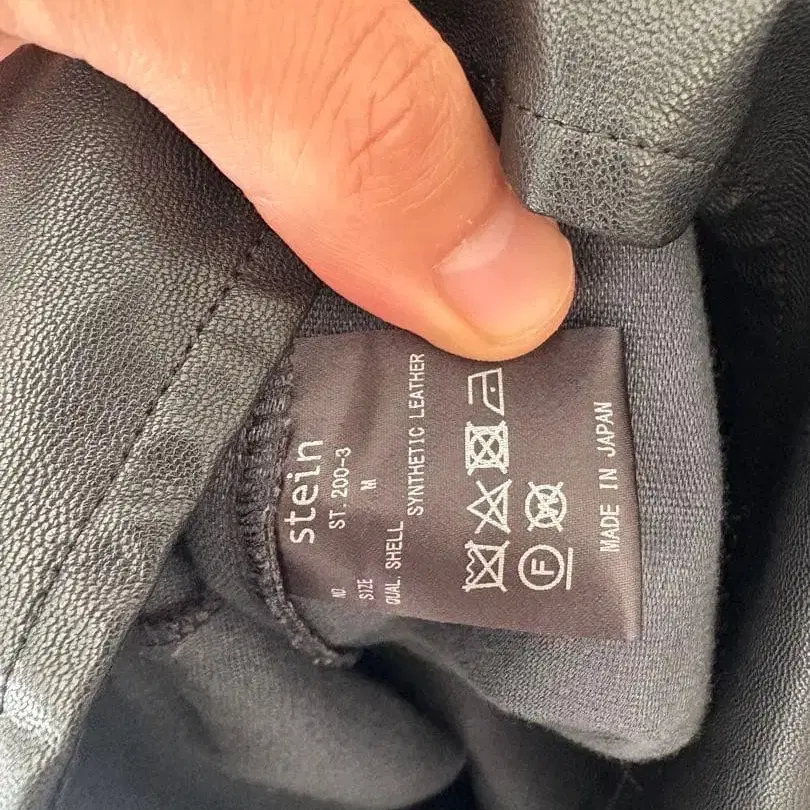 stein
NO. ST.200-3
SIZE M
QUAL. SHELL SYNTHETIC LEATHER
F W
MADE IN JAPAN